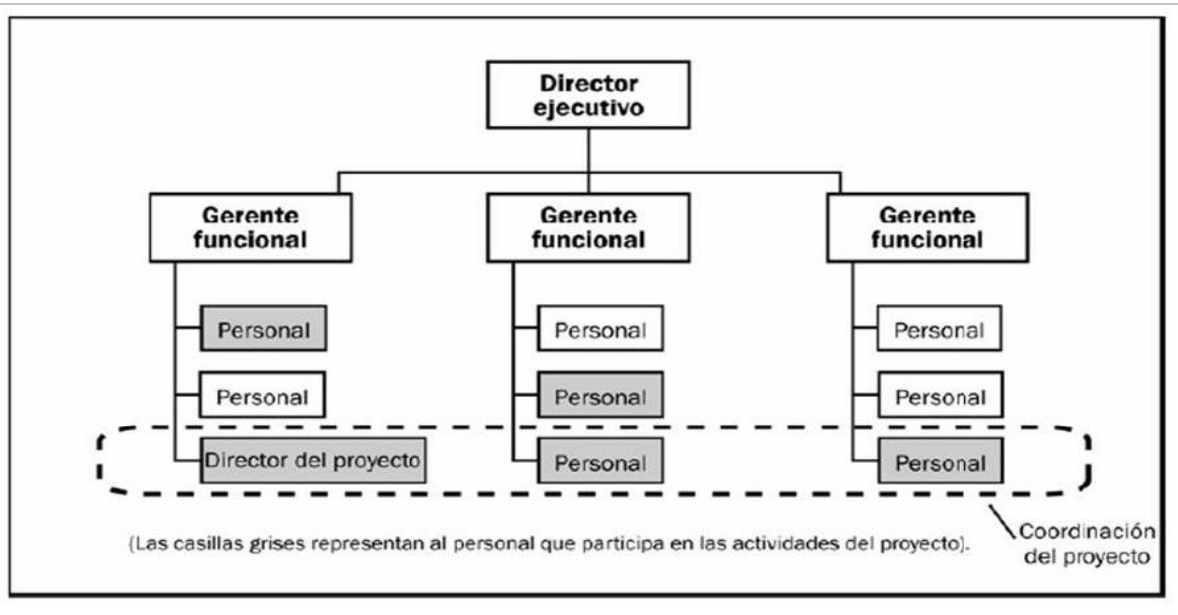 Director
ejecutivo
Gerente
funcional
Gerente
funcional
Gerente
funcional
Personal
Personal
Personal
Personal
Personal
Personal
Director del proyecto
Personal
Personal
(Las casillas grises representan al personal que participa en las actividades del proyecto).
Coordinación
del proyecto